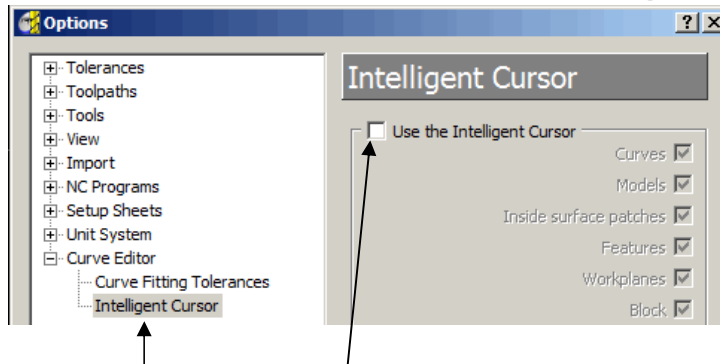 Options
Tolerances
Toolpaths
Tools
View
Import
NC Programs
Setup Sheets
Unit System
Curve Editor
Curve Fitting Tolerances
Intelligent Cursor
Intelligent Cursor
Use the Intelligent Cursor
Curves
Models
Inside surface patches
Features
Workplanes
Block